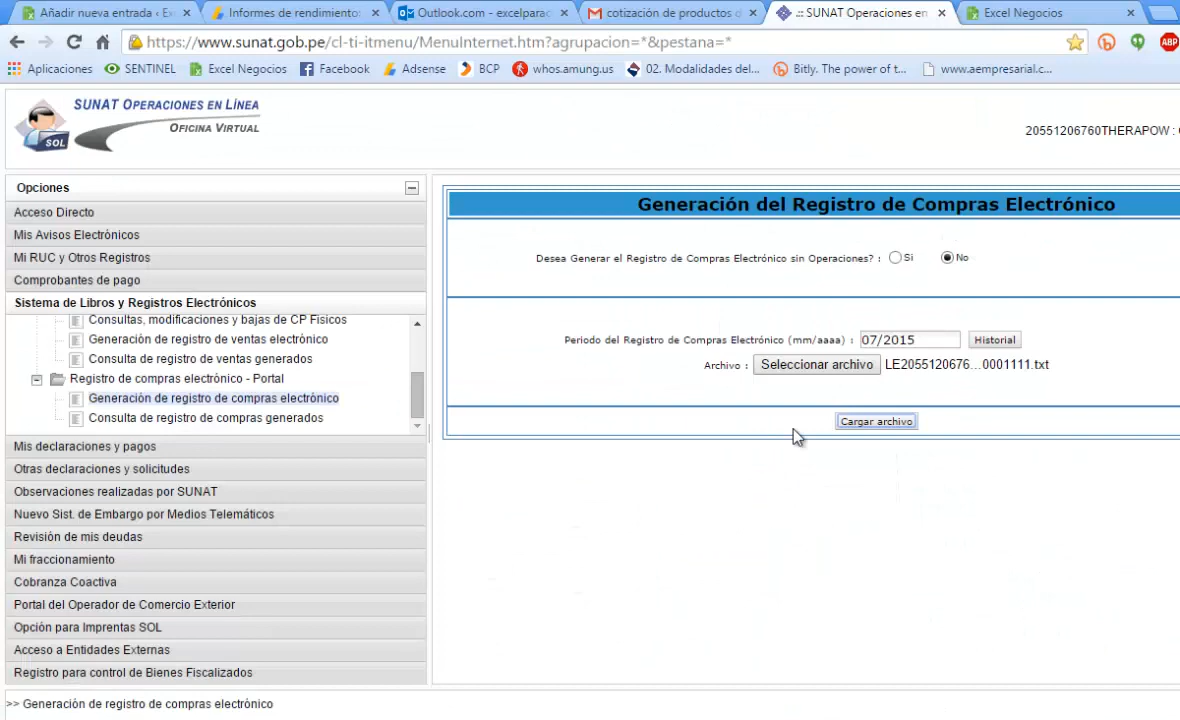 Añadir nueva entrada ‹ E
Informes de rendimiento
Outlook.com - excelparac
cotización de productos d
.:: SUNAT Operaciones en
Excel Negocios
https://www.sunat.gob.pe/cl-ti-itmenu/MenuInternet.htm?agrupacion=*&pestana=*
ABP
Aplicaciones
SENTINEL
Excel Negocios
Facebook
Adsense
BCP
whos.amung.us
02. Modalidades del...
Bitly. The power of t...
www.aempresarial.c...
SUNAT OPERACIONES EN LÍNEA
OFICINA VIRTUAL
SOL
20551206760THERAPOW :
Opciones
Acceso Directo
Mis Avisos Electrònicos
Mi RUC y Otros Registros
Comprobantes de pago
Sistema de Libros y Registros Electrónicos
Consultas, modificaciones y bajas de CP Físicos
Generación de registro de ventas electrónico
Consulta de registro de ventas generados
Registro de compras electrónico - Portal
Generación de registro de compras electrónico
Consulta de registro de compras generados
Mis declaraciones y pagos
Otras declaraciones y solicitudes
Observaciones realizadas por SUNAT
Nuevo Sist. de Embargo por Medios Telemáticos
Revisión de mis deudas
Mi fraccionamiento
Cobranza Coactiva
Portal del Operador de Comercio Exterior
Opción para Imprentas SOL
Acceso a Entidades Externas
Registro para control de Bienes Fiscalizados
Generación del Registro de Compras Electrónico
Desea Generar el Registro de Compras Electrónico sin Operaciones? : Si No
Periodo del Registro de Compras Electrónico (mm/aaaa) : 07/2015 Historial
Archivo : Seleccionar archivo LE2055120676...0001111.txt
Cargar archivo
>> Generación de registro de compras electrónico